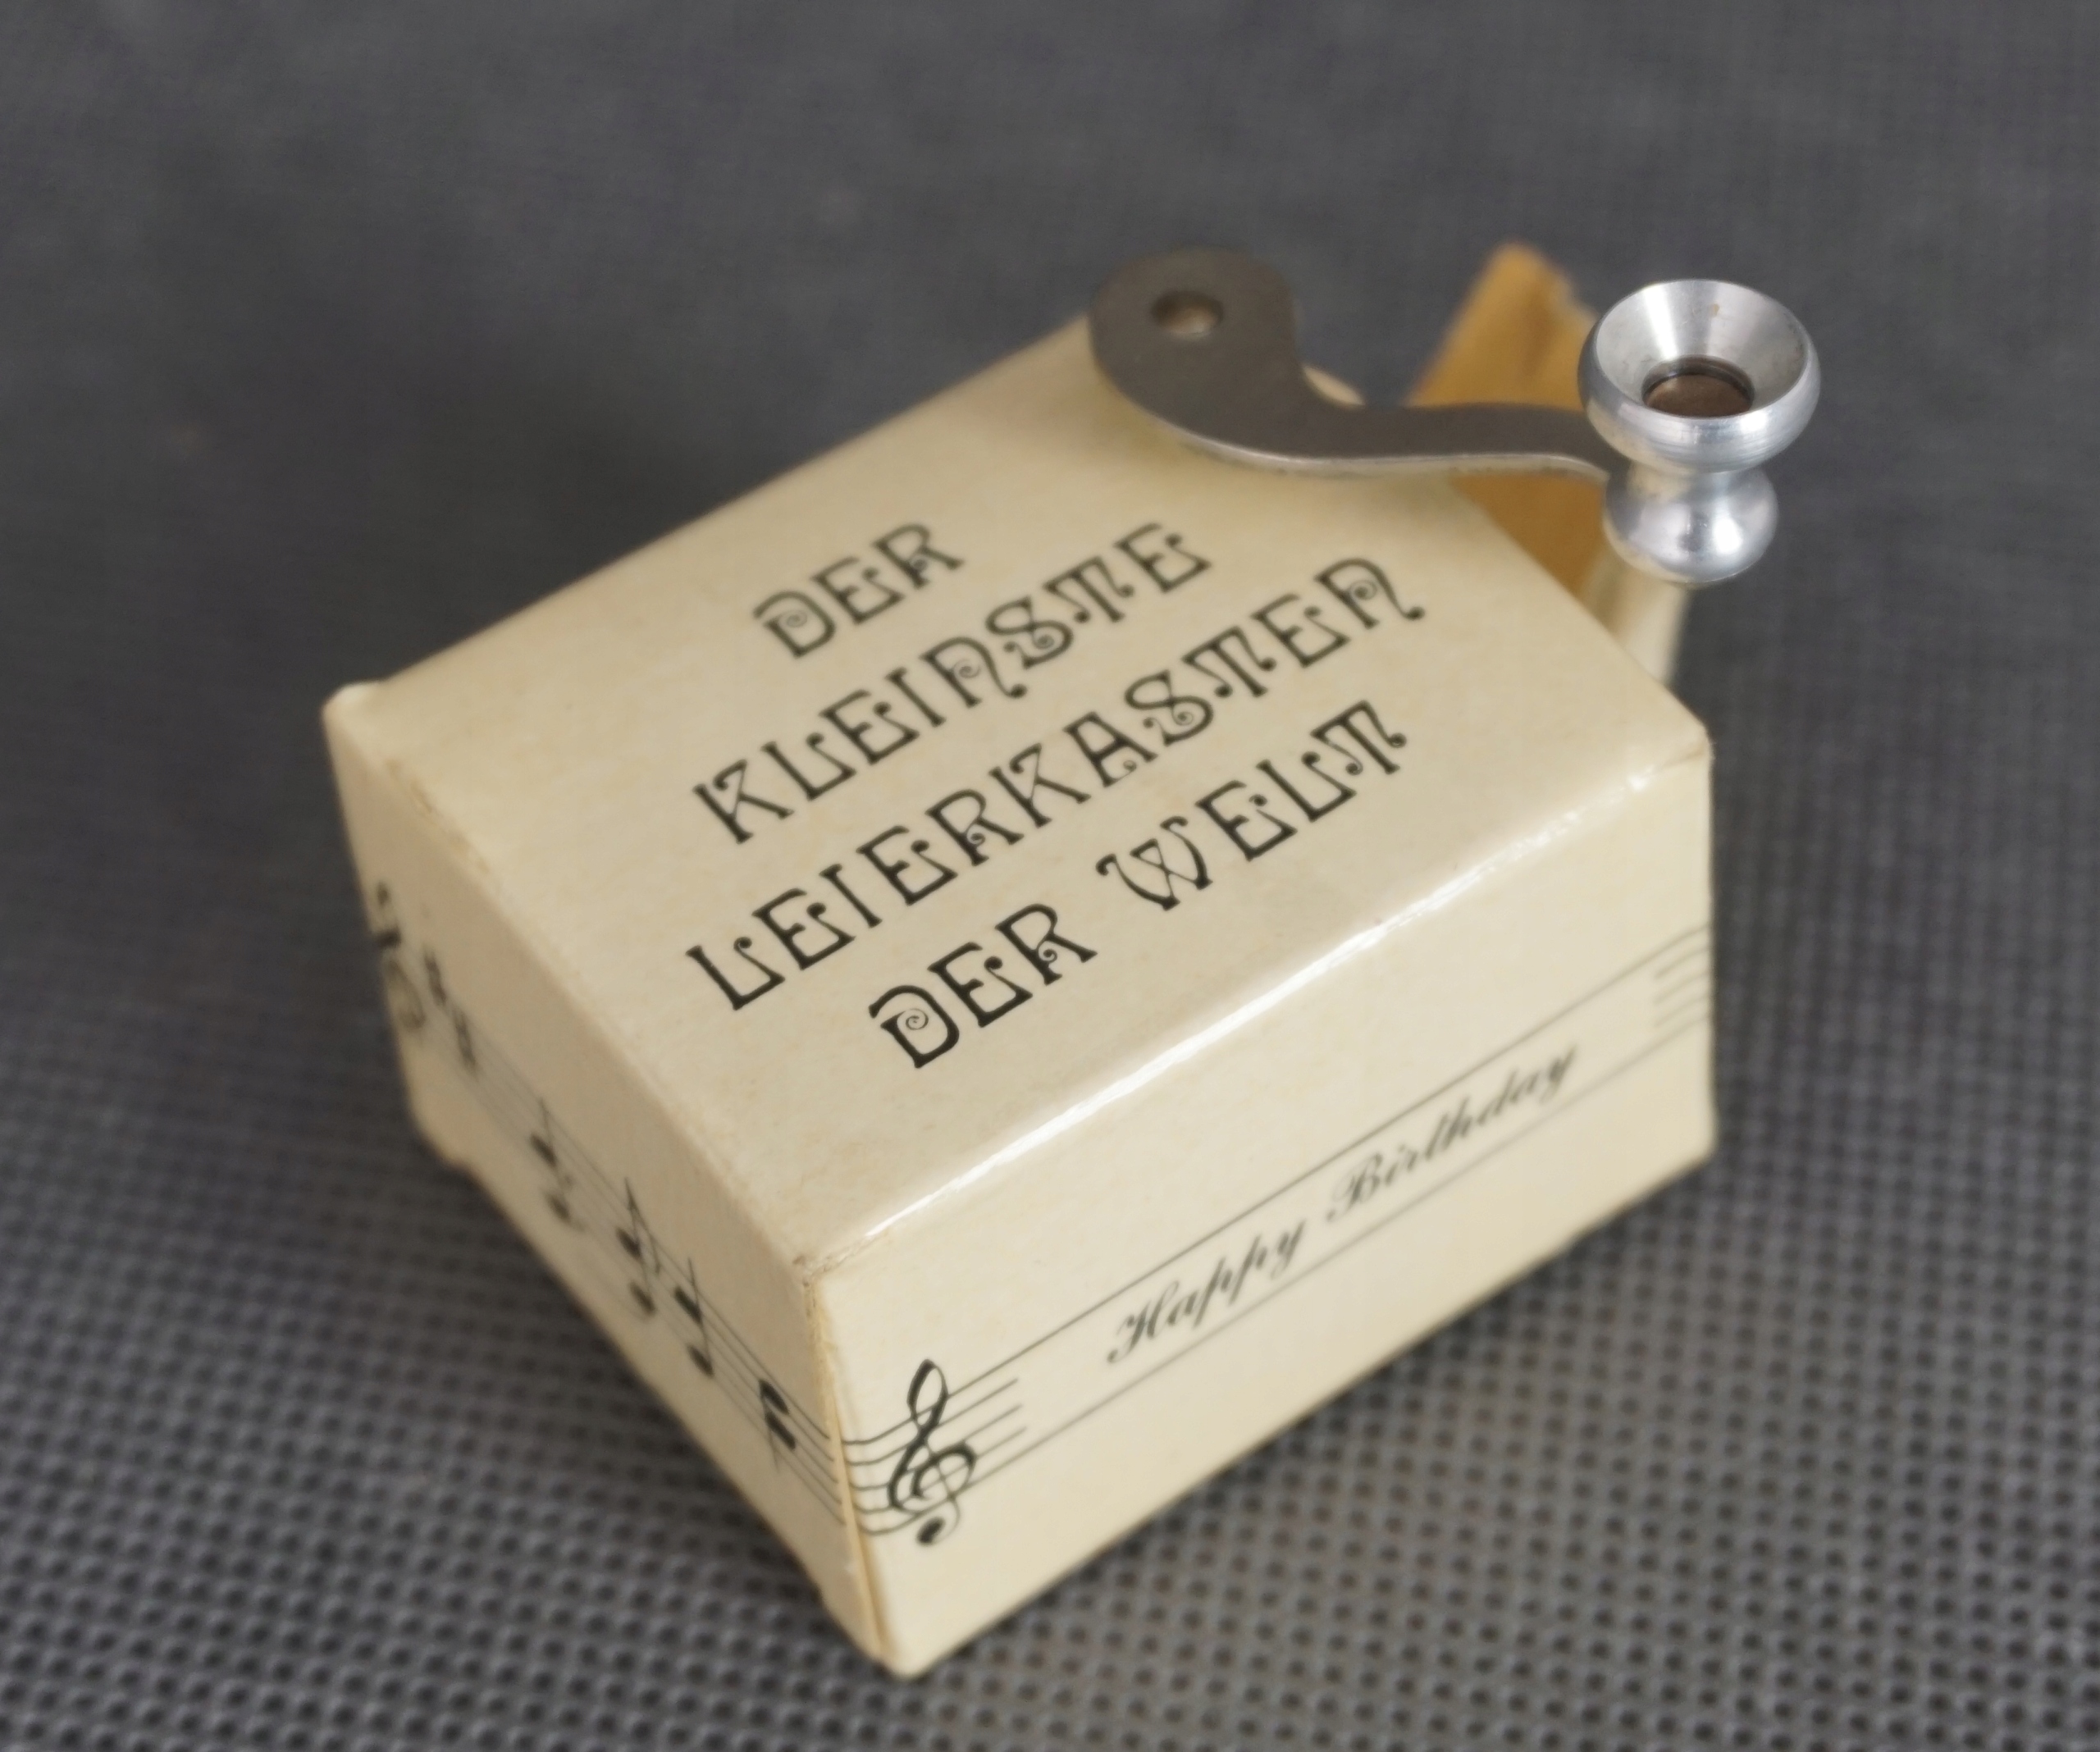 DER
KLEINSTE
LEIERKASTEN
DER WELT
Happy Birthday